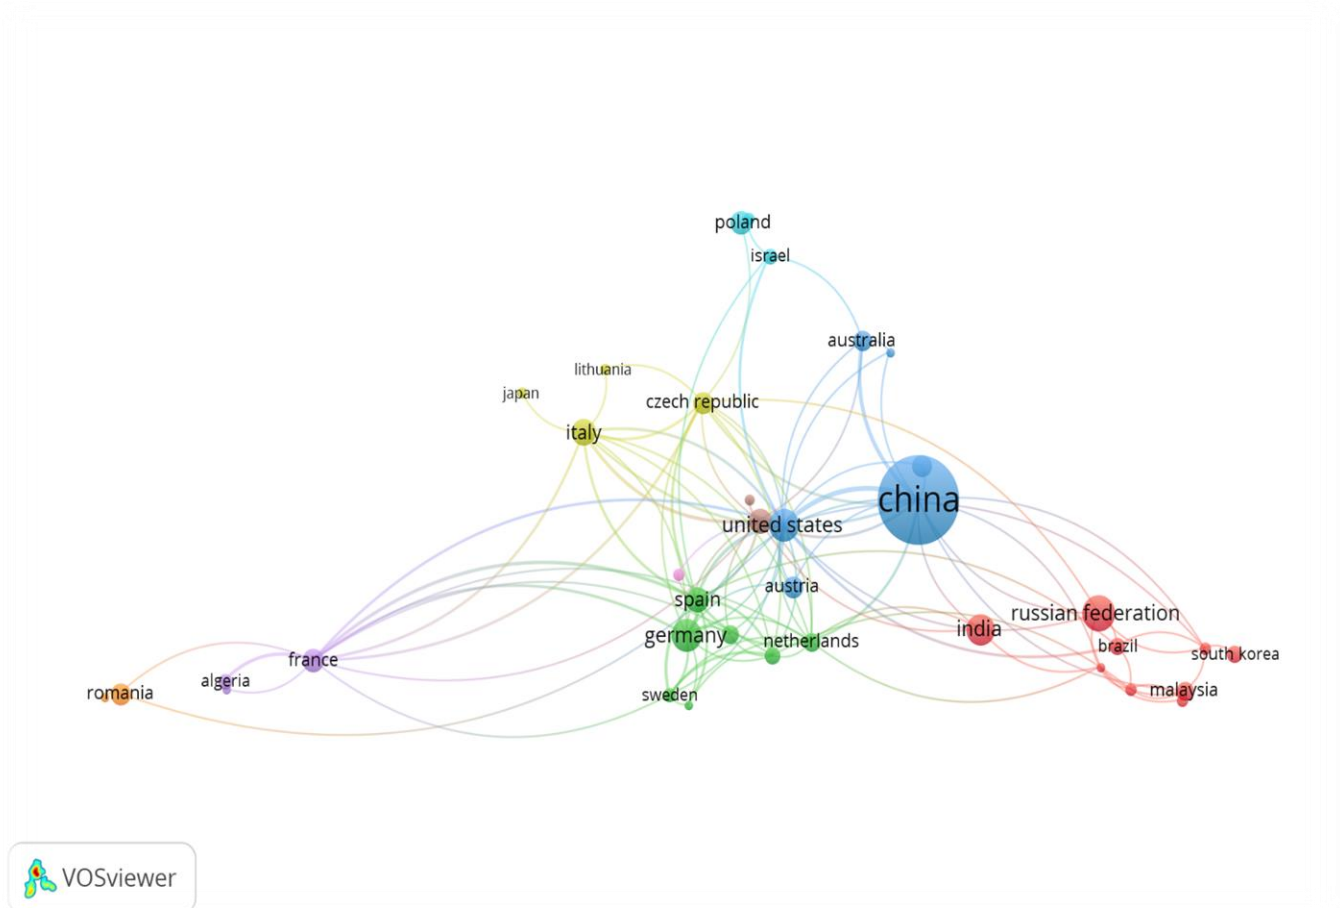 poland
israel
australia
lithuania
japan
czech republic
italy
china
united states
austria
spain
russian federation
india
germany
netherlands
brazil
south korea
france
algeria
romania
sweden
malaysia
VOSviewer